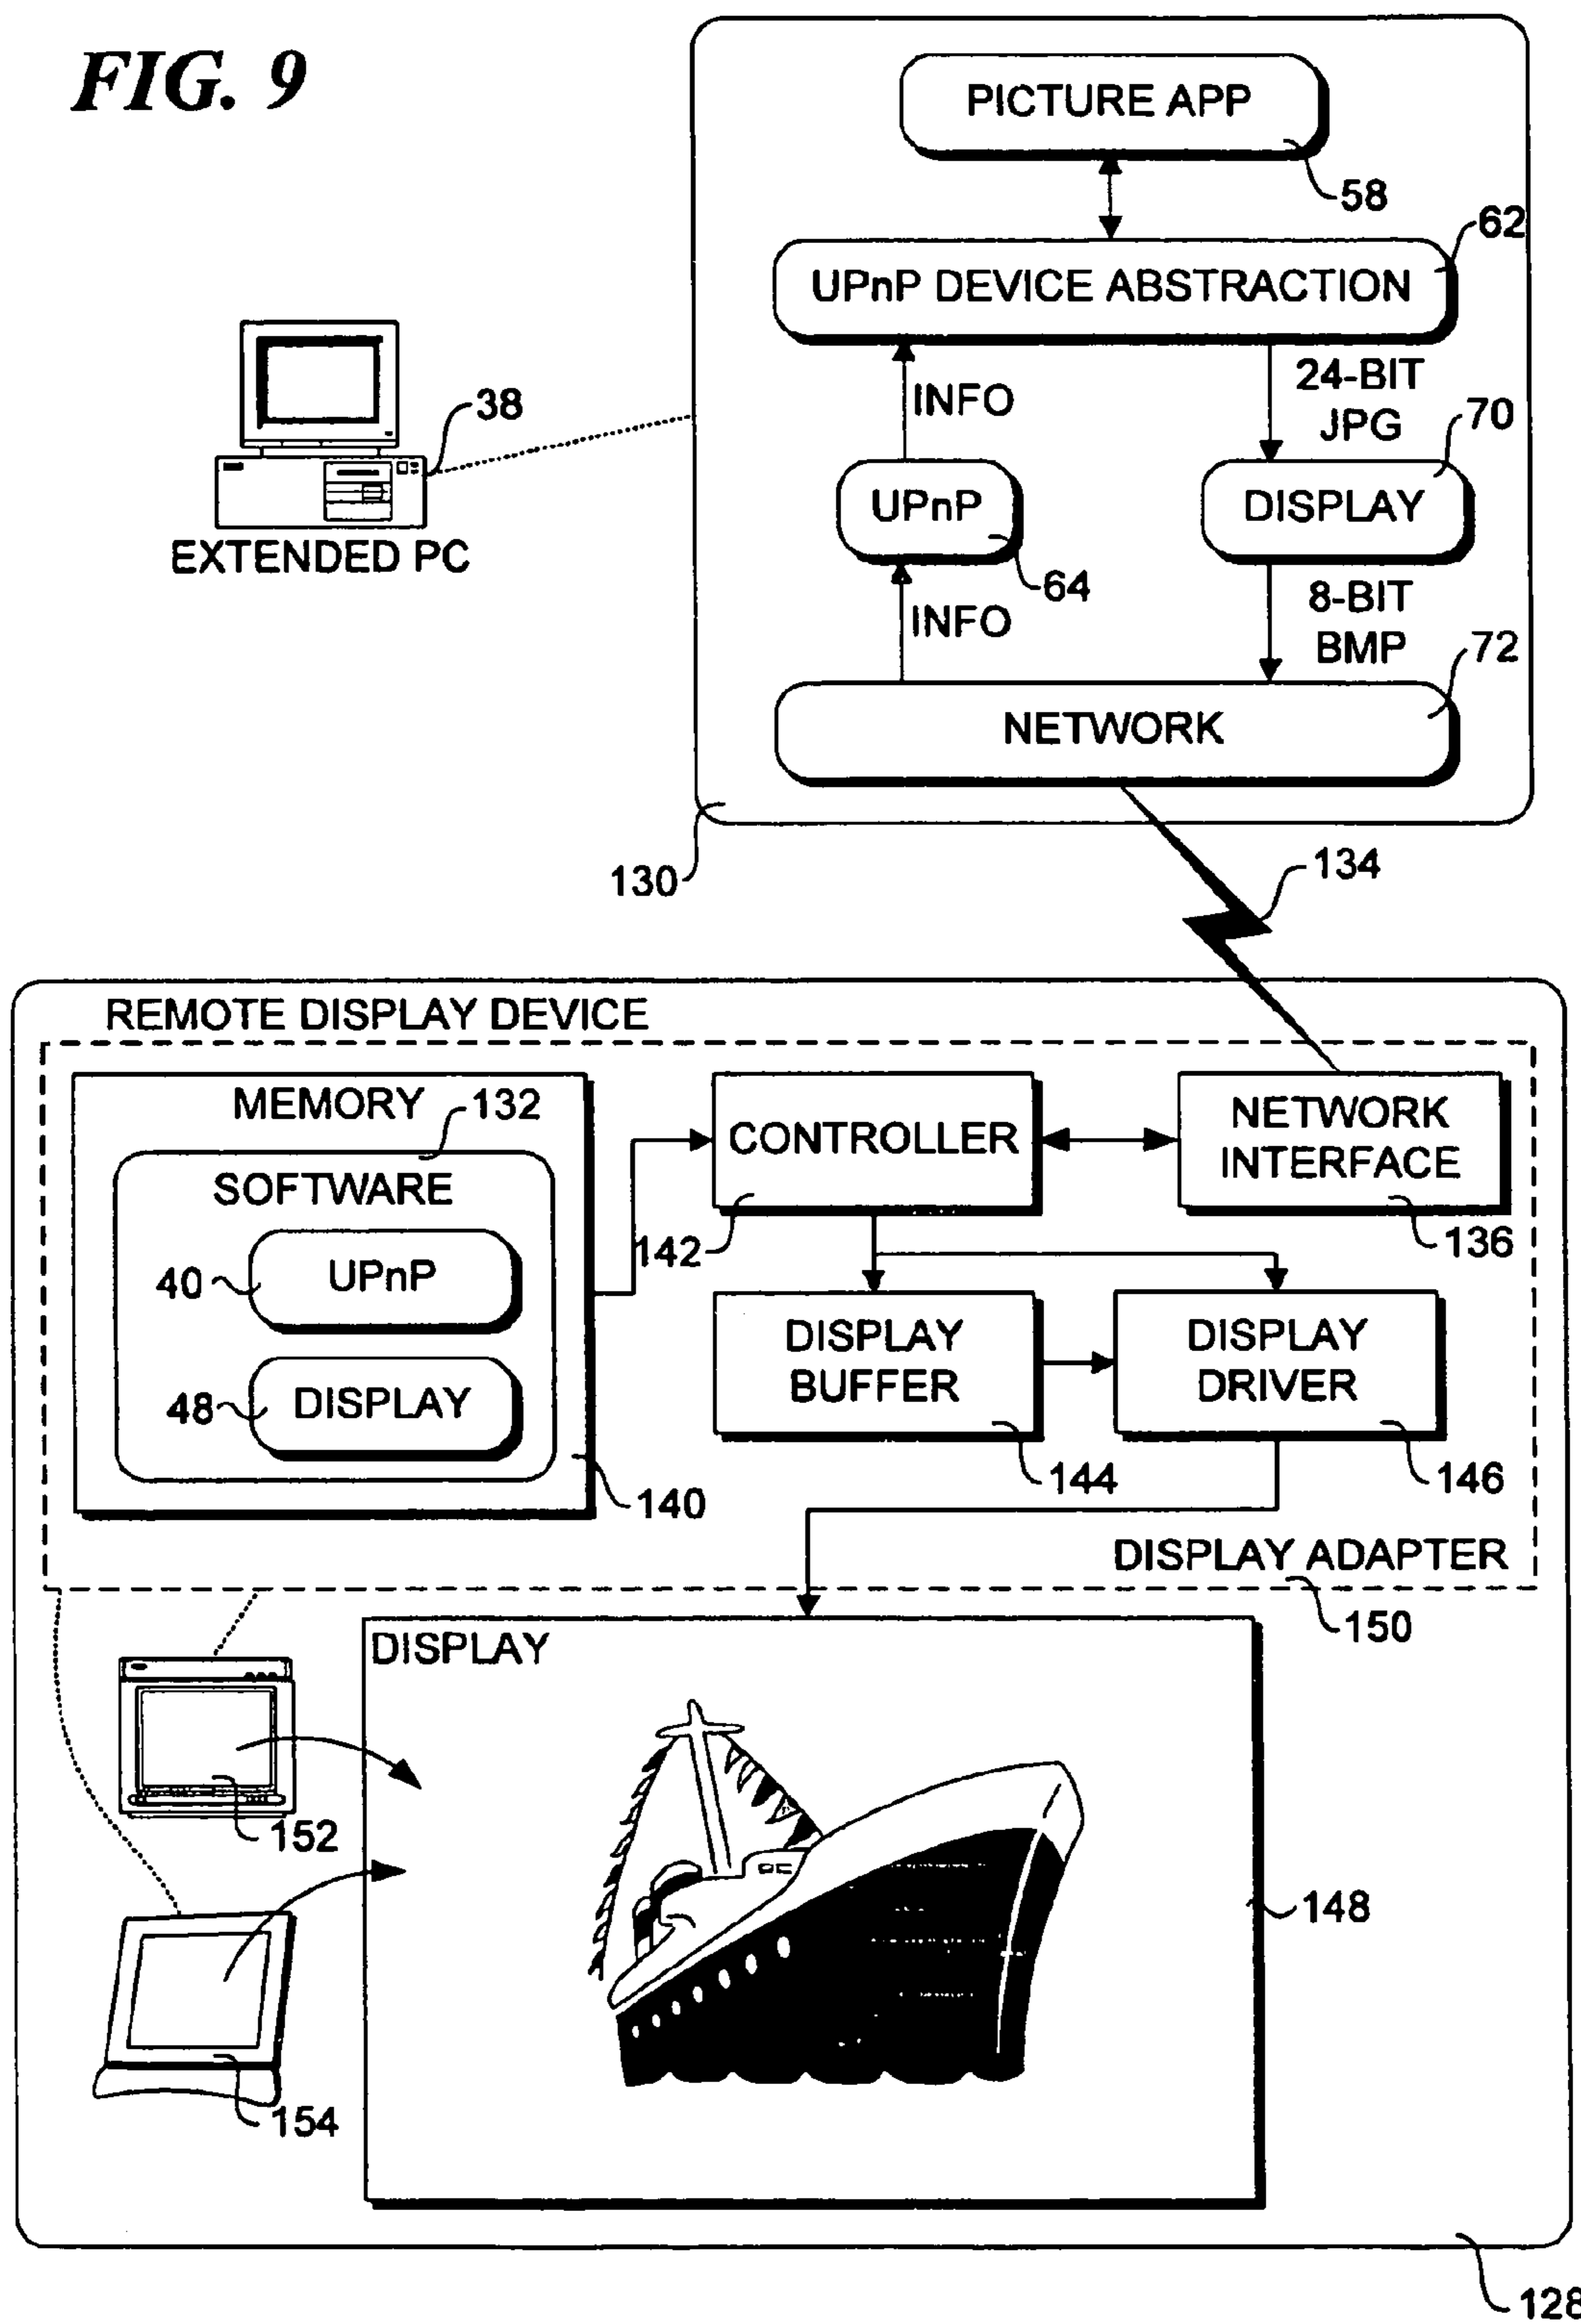 FIG. 9
PICTURE APP
58
62
UPnP DEVICE ABSTRACTION
INFO
24-BIT
JPG
38
70
UPnP
DISPLAY
EXTENDED PC
64
INFO
8-BIT
BMP
72
NETWORK
130
134
REMOTE DISPLAY DEVICE
MEMORY
132
SOFTWARE
40
UPnP
48
DISPLAY
140
CONTROLLER
142
NETWORK
INTERFACE
136
DISPLAY
BUFFER
144
DISPLAY
DRIVER
146
DISPLAY ADAPTER
150
DISPLAY
152
148
154
128